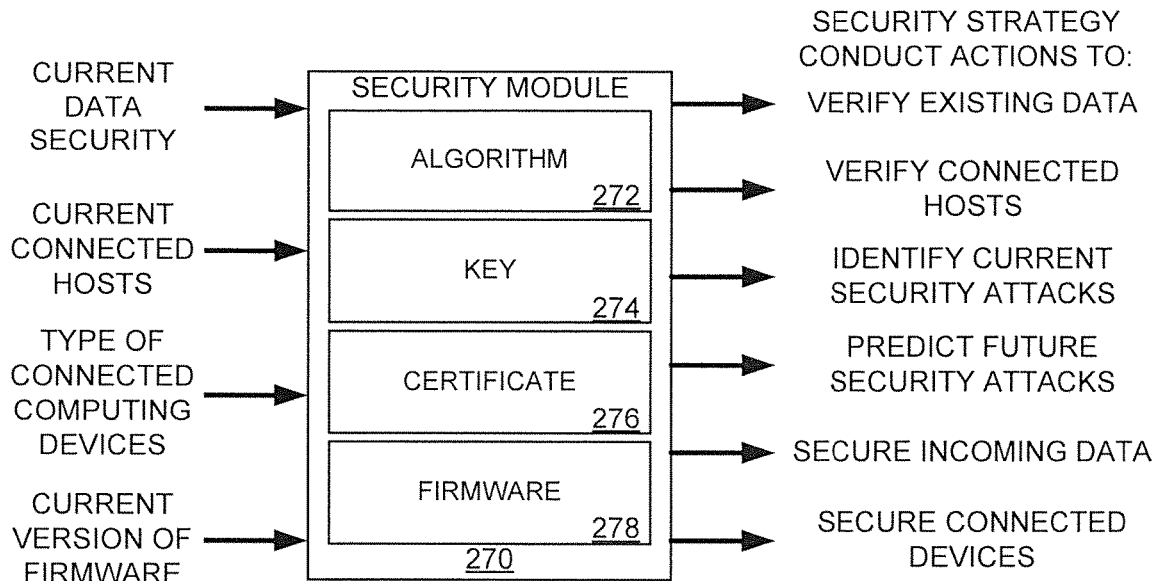 SECURITY STRATEGY
CONDUCT ACTIONS TO:
CURRENT
DATA
SECURITY
CURRENT
CONNECTED
HOSTS
TYPE OF
CONNECTED
COMPUTING
DEVICES
CURRENT
VERSION OF
FIRMWARE
SECURITY MODULE
ALGORITHM
272
KEY
274
CERTIFICATE
276
FIRMWARE
278
270
VERIFY EXISTING DATA
VERIFY CONNECTED
HOSTS
IDENTIFY CURRENT
SECURITY ATTACKS
PREDICT FUTURE
SECURITY ATTACKS
SECURE INCOMING DATA
SECURE CONNECTED
DEVICES